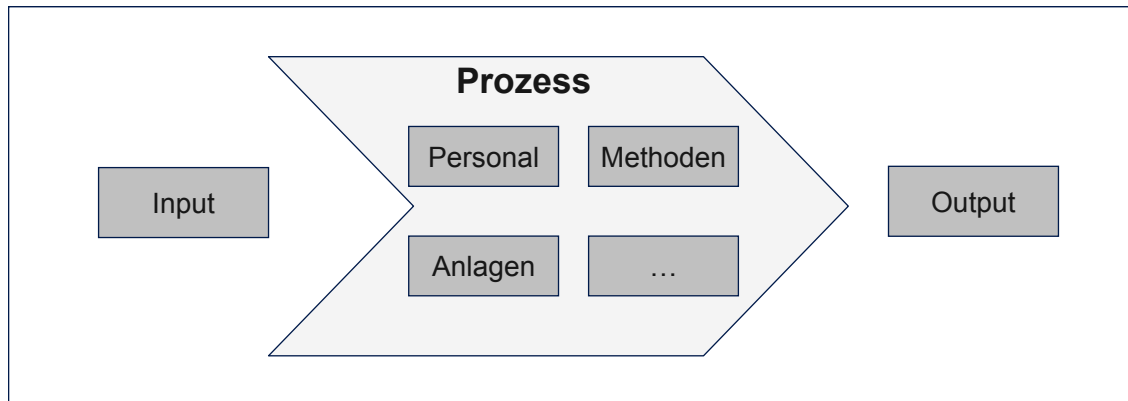 Prozess
Personal Methoden
Input Output
Anlagen …